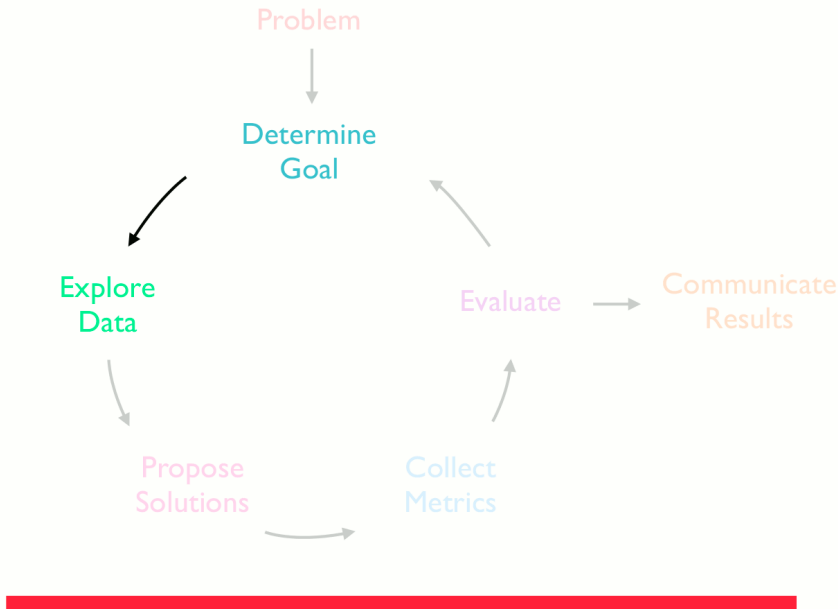 Problem
Determine
Goal
Explore
Data
Evaluate
Communicate
Results
Propose
Solutions
Collect
Metrics